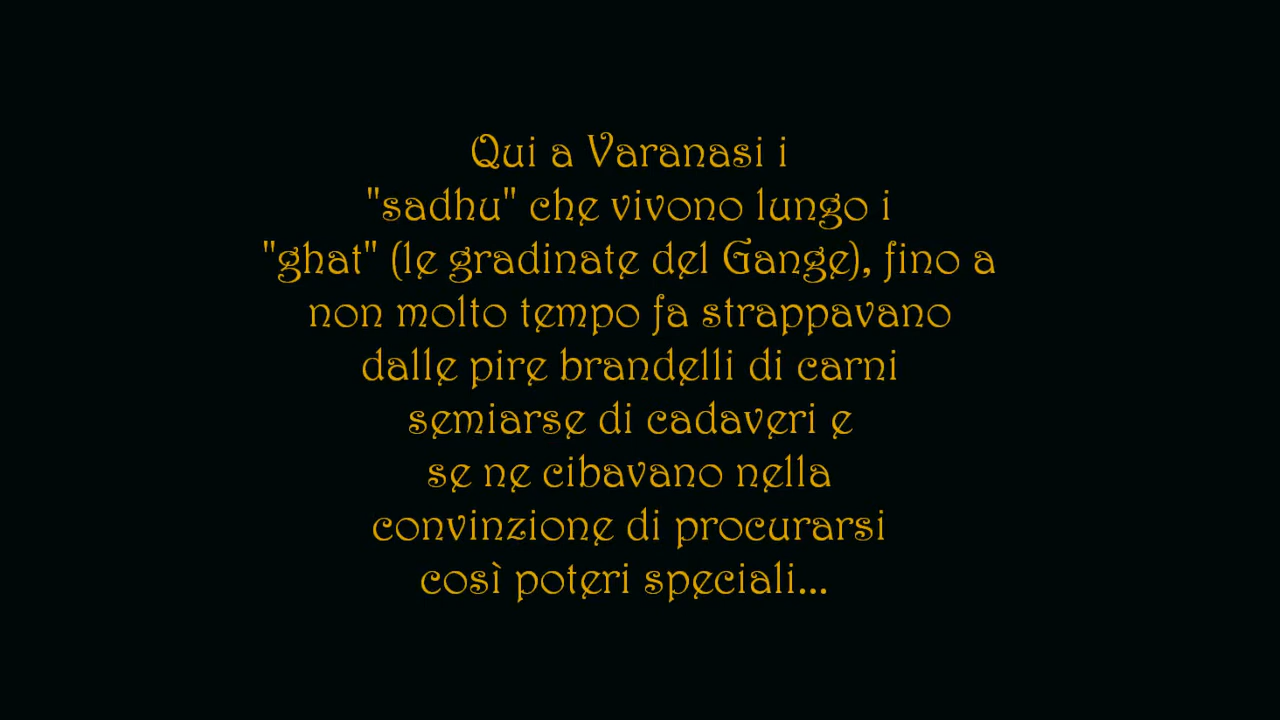 Qui a Varanasi i
"sadhu" che vivono lungo i
"ghat" (le gradinate del Gange), fino a
non molto tempo fa strappavano
dalle pire brandelli di carni
semiarse di cadaveri e
se ne cibavano nella
convinzione di procurarsi
così poteri speciali...